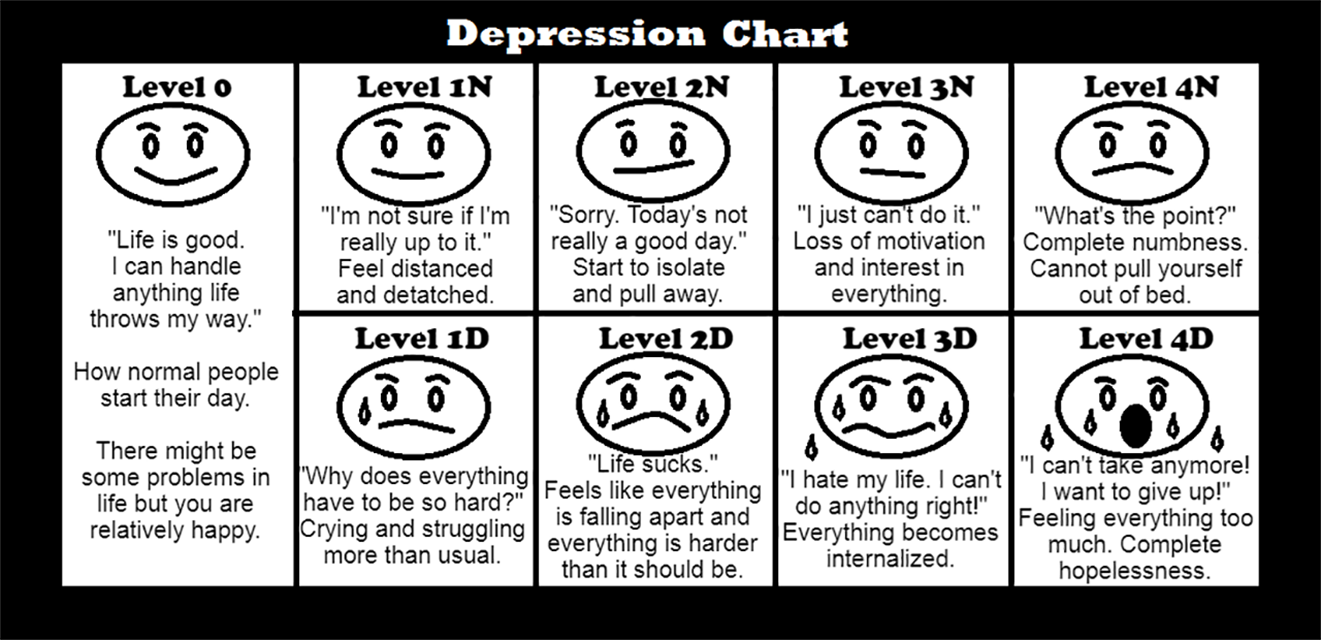 Depression Chart
Level 0
"Life is good.
I can handle
anything life
throws my way."
How normal people
start their day.
There might be
some problems in
life but you are
relatively happy.
Level 1N
"I'm not sure if I'm
really up to it."
Feel distanced
and detatched.
Level 2N
"Sorry. Today's not
really a good day."
Start to isolate
and pull away.
Level 3N
"I just can't do it."
Loss of motivation
and interest in
everything.
Level 4N
"What's the point?"
Complete numbness.
Cannot pull yourself
out of bed.
Level 1D
"Why does everything
have to be so hard?"
Crying and struggling
more than usual.
Level 2D
"Life sucks."
Feels like everything
is falling apart and
everything is harder
than it should be.
Level 3D
"I hate my life. I can't
do anything right!"
Everything becomes
internalized.
Level 4D
"I can't take anymore!
I want to give up!"
Feeling everything too
much. Complete
hopelessness.